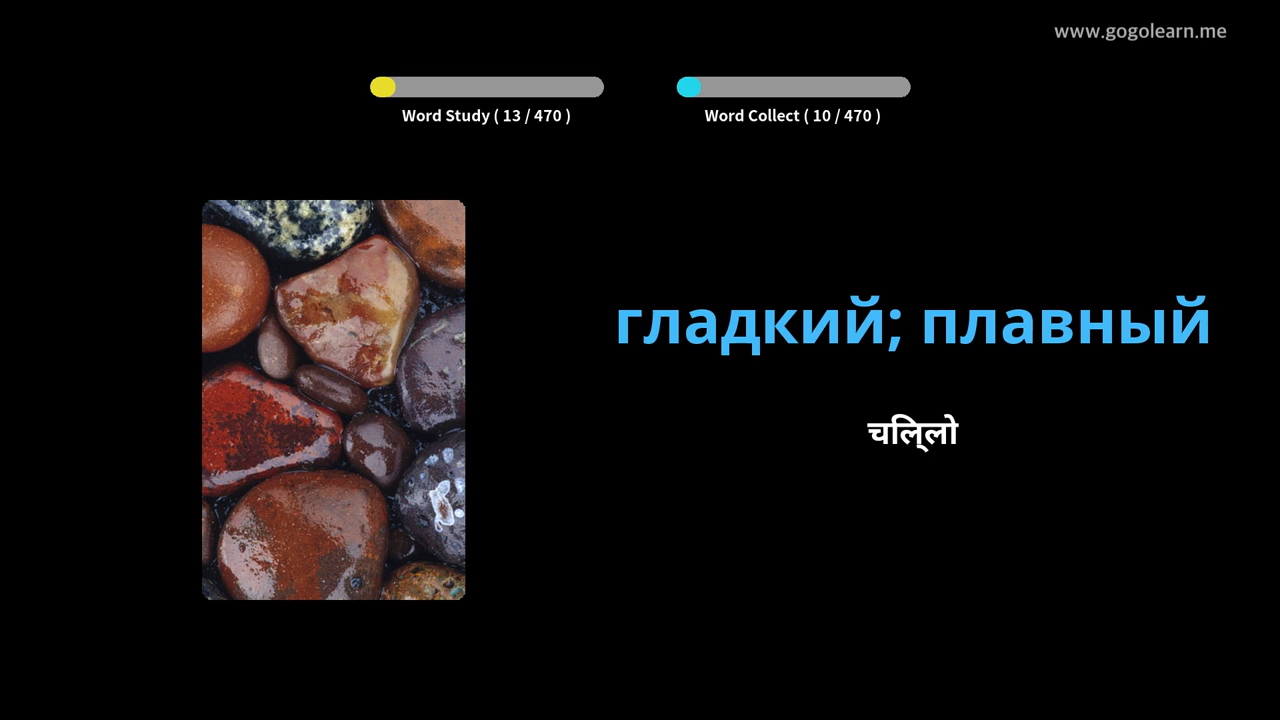 www.gogolearn.me
Word Study ( 13 / 470 )
Word Collect ( 10 / 470 )
гладкий; плавный
चिल्लो